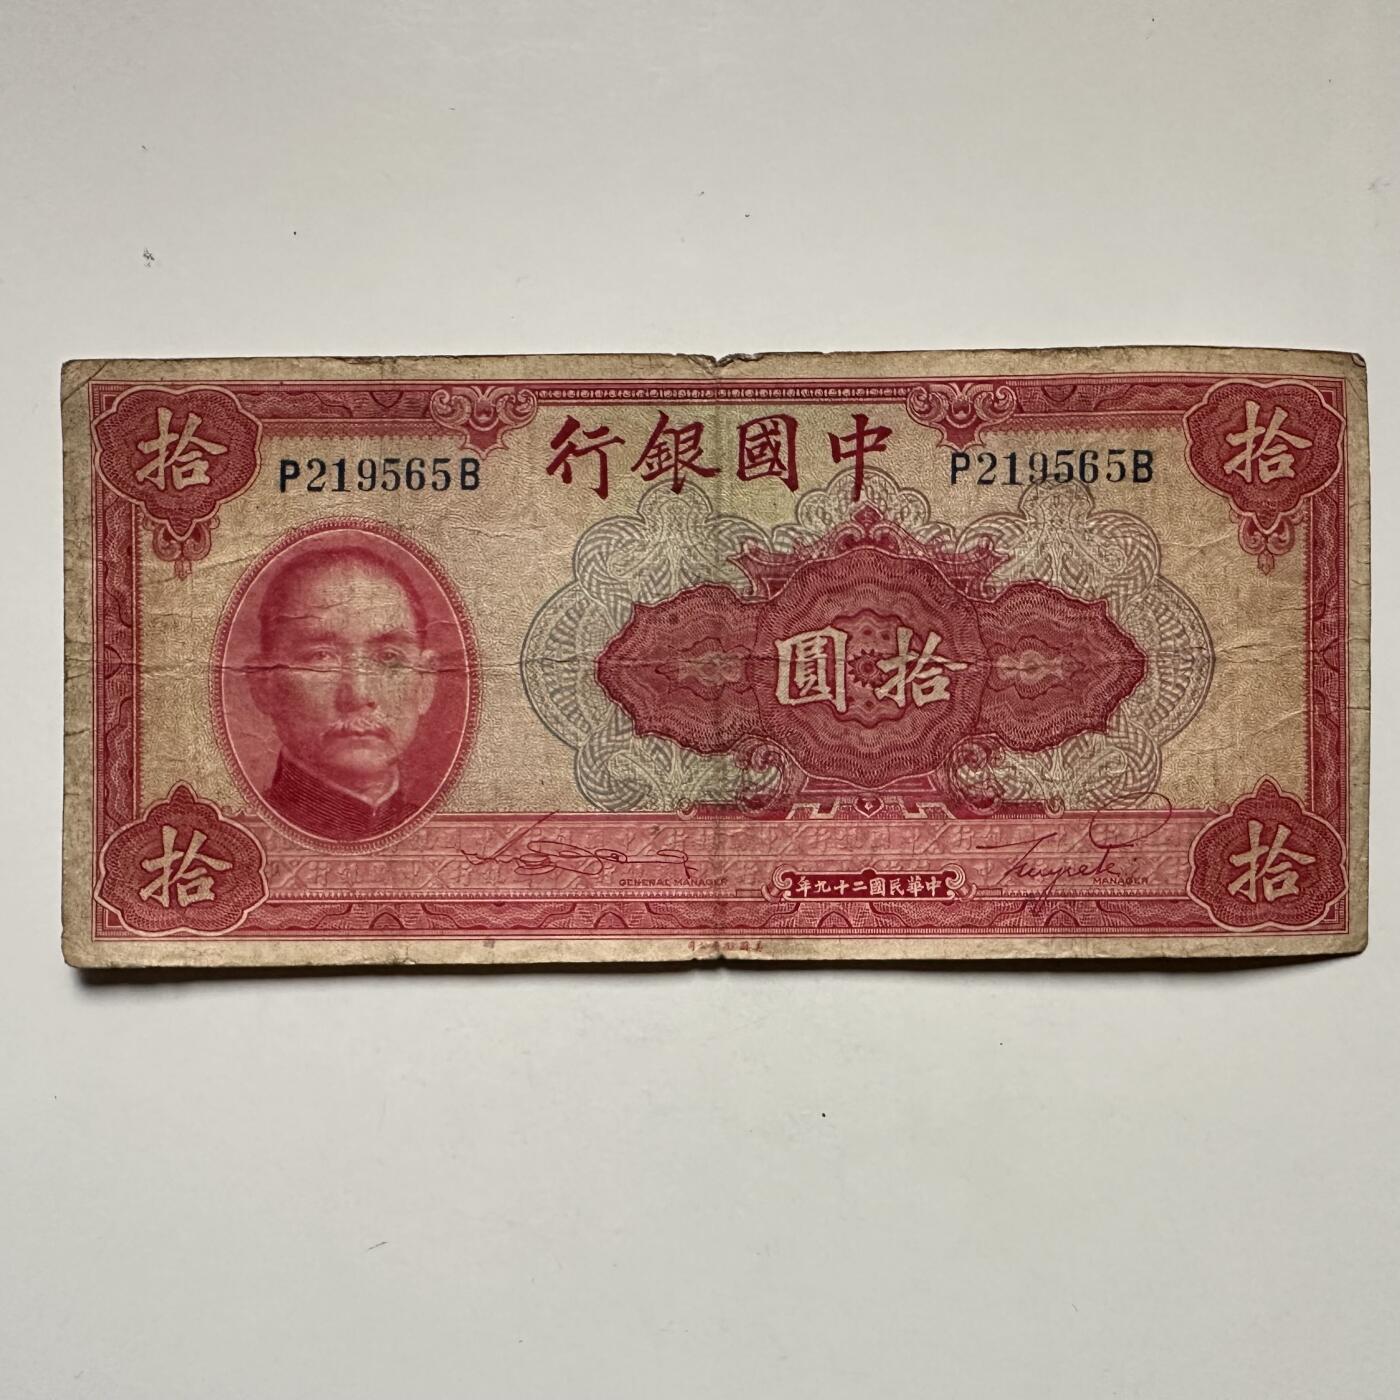 中國銀行
拾
拾
P219565B
P219565B
拾圓
拾
拾
GENERAL MANAGER
中華民國二十九年
MANAGER